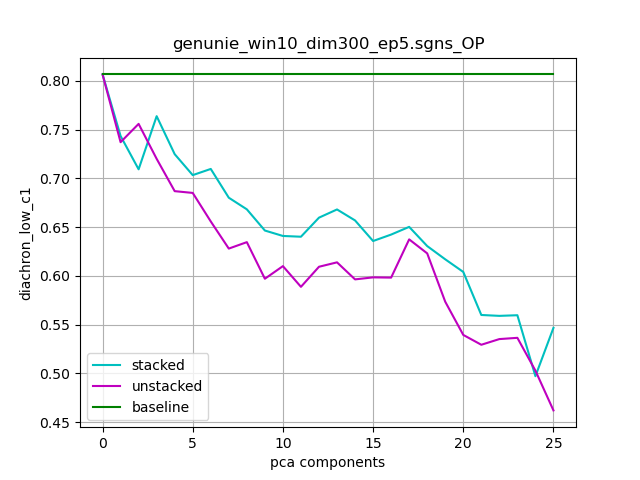 genunie_win10_dim300_ep5.sgns_OP
diachron_low_c1
0.80
0.75
0.70
0.65
0.60
0.55
0.50
0.45
stacked
unstacked
baseline
0 5 10 15 20 25
pca components